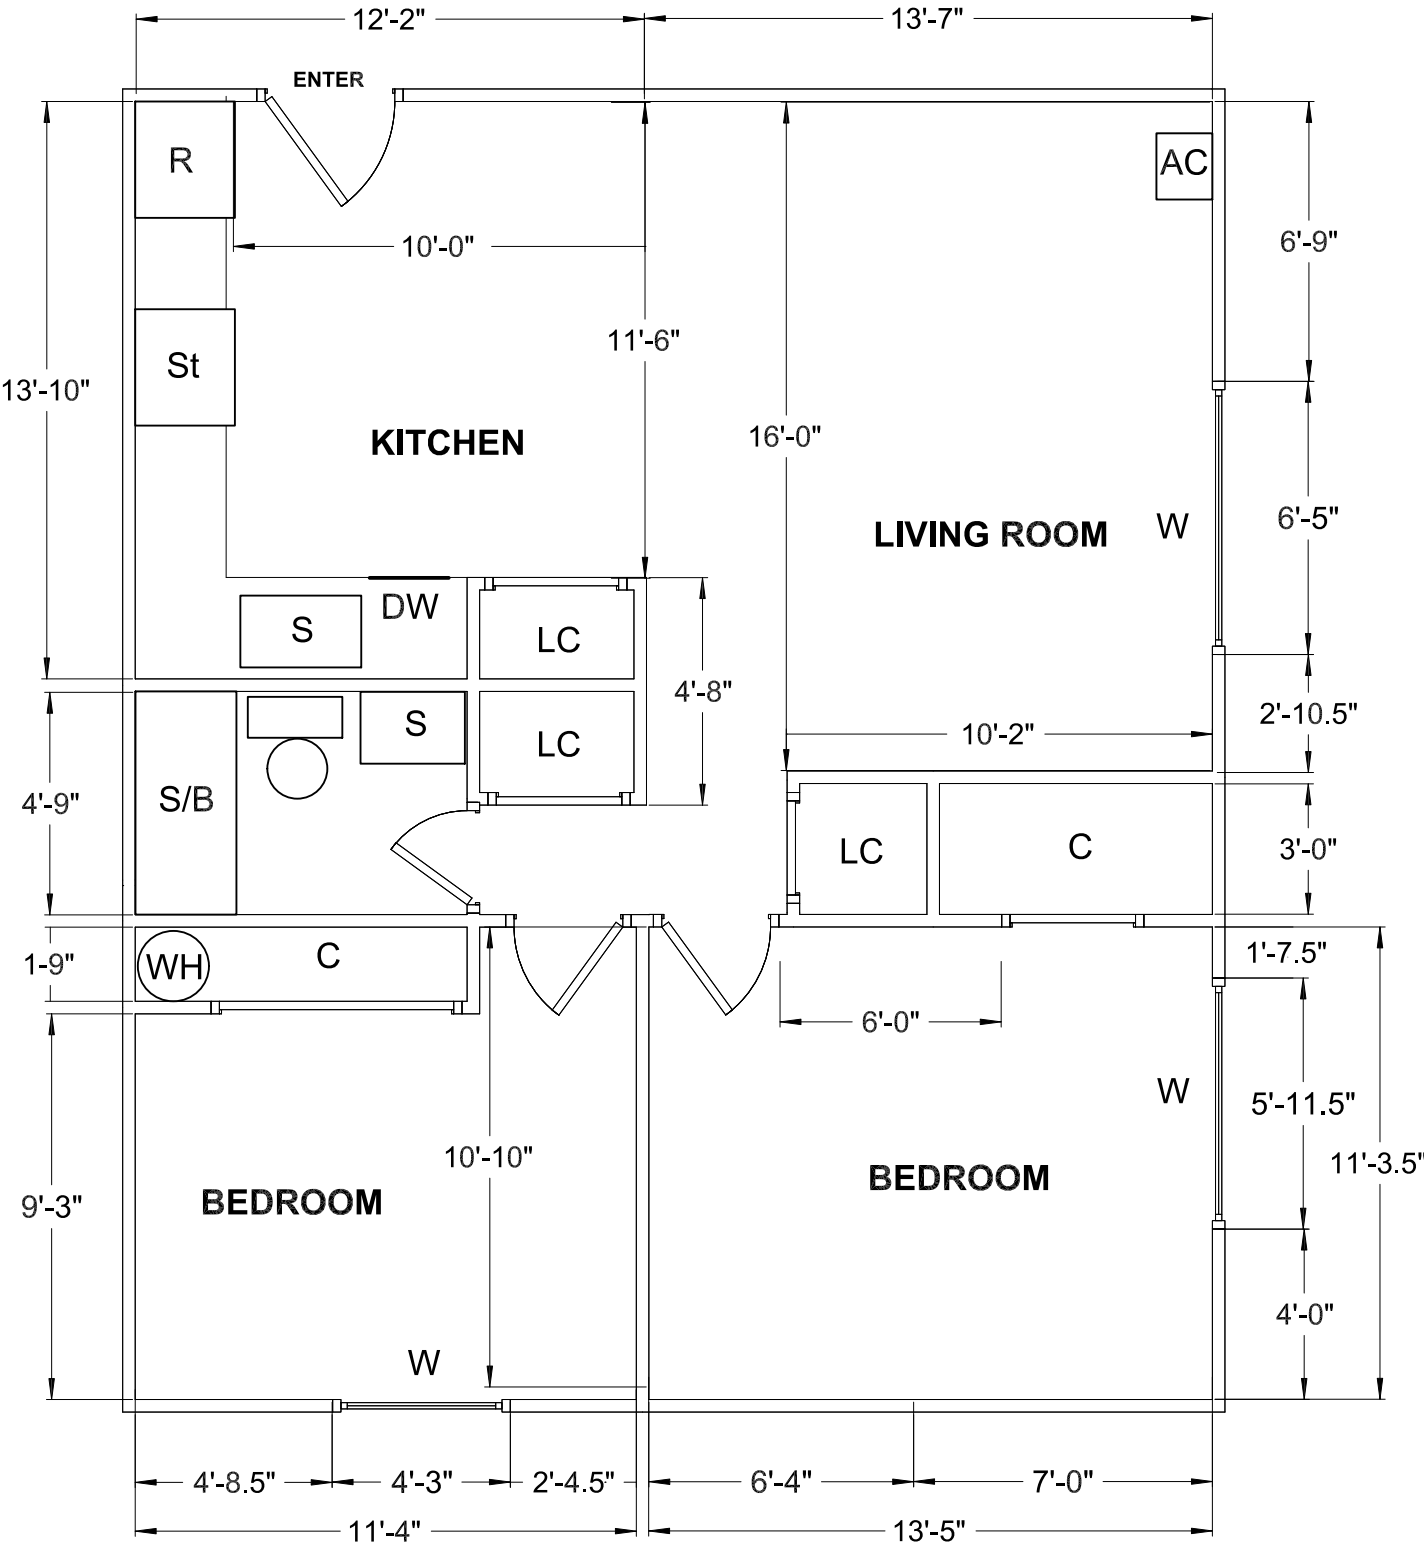 12'-2"
13'-7"
ENTER
R
AC
10'-0"
6'-9"
11'-6"
St
13'-10"
KITCHEN
16'-0"
LIVING ROOM
W
6'-5"
DW
S
LC
4'-8"
2'-10.5"
S
10'-2"
LC
S/B
4'-9"
LC
C
3'-0"
1-9"
WH
C
1'-7.5"
6'-0"
W
5'-11.5"
10'-10"
11'-3.5"
BEDROOM
BEDROOM
9'-3"
4'-0"
W
4'-8.5"
4'-3"
2'-4.5"
6'-4"
7'-0"
11'-4"
13'-5"